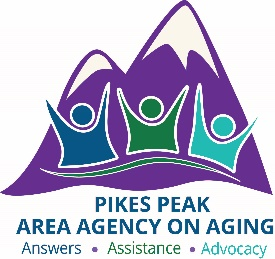 PIKES PEAK
AREA AGENCY ON AGING
Answers • Assistance • Advocacy